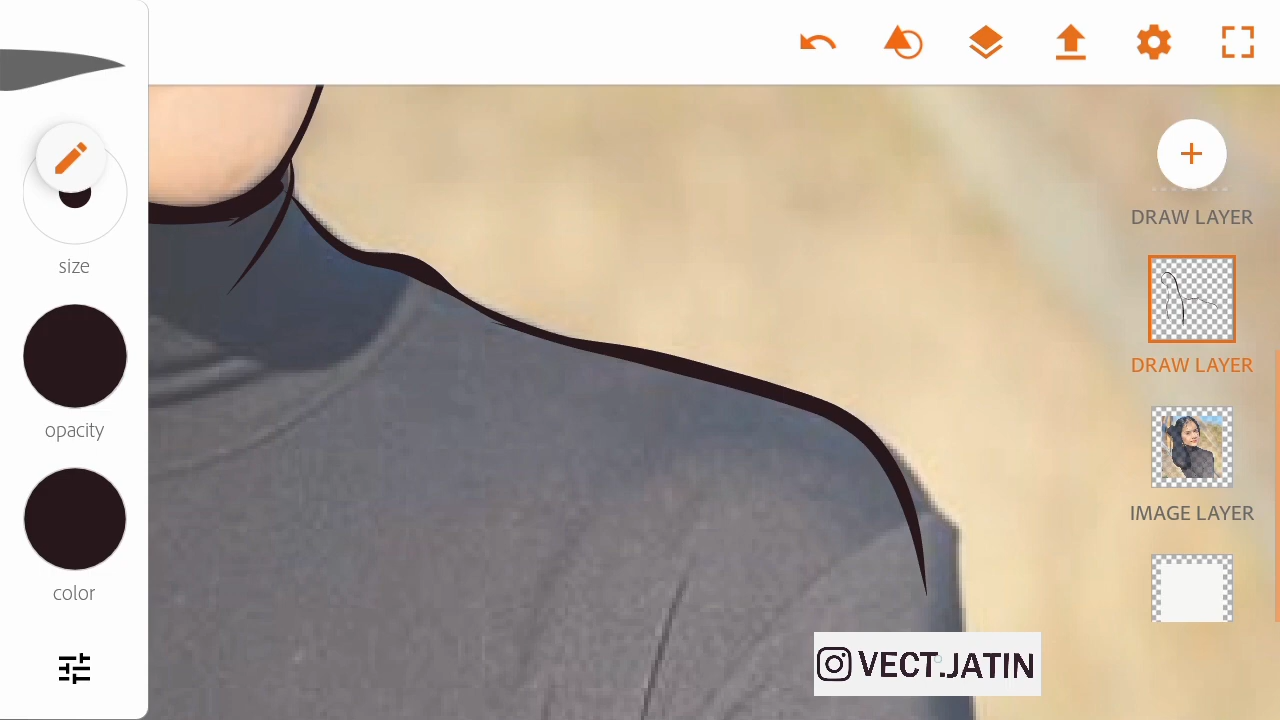 size
opacity
color
DRAW LAYER
DRAW LAYER
IMAGE LAYER
VECT.JATIN